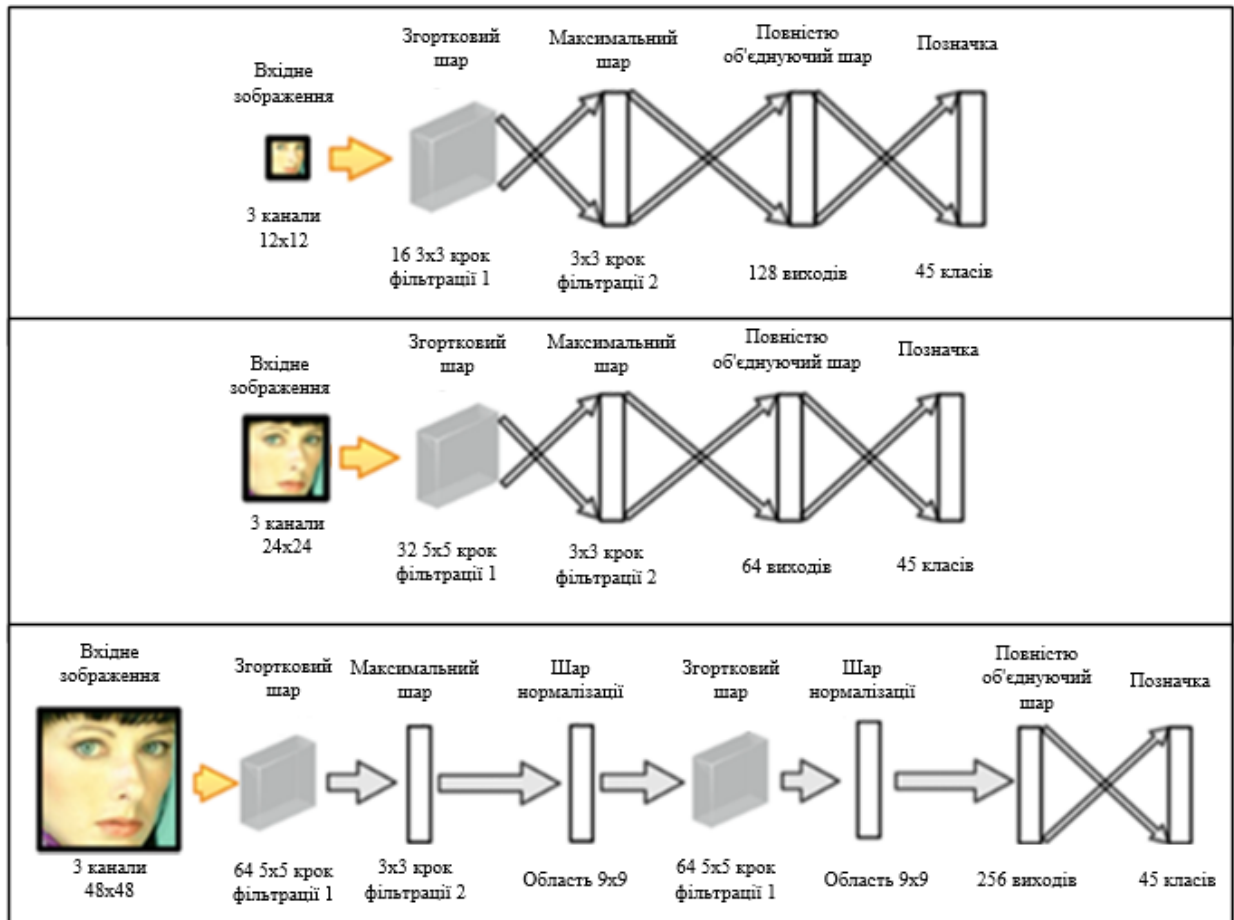 Вхідне
зображення
3 канали
12x12
Згортковий
шар
16 3x3 крок
фільтрації 1
Максимальний
шар
3x3 крок
фільтрації 2
Повністю
об'єднуючий шар
128 виходів
Позначка
45 класів
Вхідне
зображення
3 канали
24x24
Згортковий
шар
32 5x5 крок
фільтрації 1
Максимальний
шар
3x3 крок
фільтрації 2
Повністю
об'єднуючий шар
64 виходів
Позначка
45 класів
Вхідне
зображення
3 канали
48x48
Згортковий
шар
64 5x5 крок
фільтрації 1
Максимальний
шар
3x3 крок
фільтрації 2
Шар
нормалізації
Область 9x9
Згортковий
шар
64 5x5 крок
фільтрації 1
Шар
нормалізації
Область 9x9
Повністю
об'єднуючий
шар
256 виходів
Позначка
45 класів